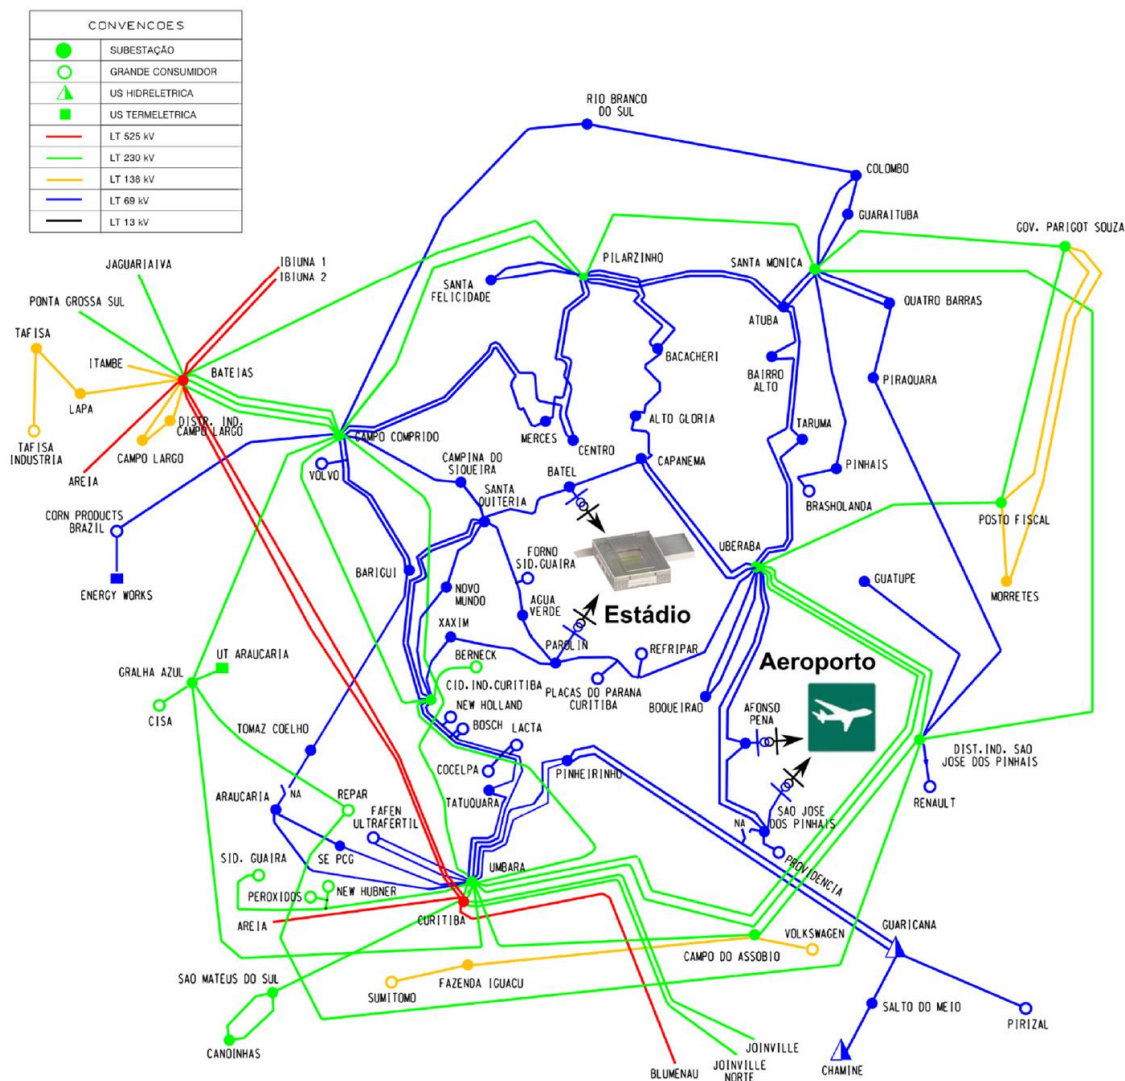 CONVENCOES
SUBESTAÇÃO
GRANDE CONSUMIDOR
US HIDRELETRICA
US TERMELETRICA
LT 525 kV
LT 230 kV
LT 138 kV
LT 69 kV
LT 13 kV
RIO BRANCO
DO SUL
COLOMBO
GUARAITUBA
GOV. PARIGOT SOUZA
JAGUARIAIVA
IBIUNA 1
IBIUNA 2
PILARZINHO
SANTA MONICA
SANTA
FELICIDADE
PONTA GROSSA SUL
QUATRO BARRAS
ATUBA
TAFISA
ITAMBE
BATEIAS
BACACHERI
BAIRRO
ALTO
PIRAQUARA
LAPA
DISTR. IND.
CAMPO LARGO
CAMPO LARGO
TAFISA
INDUSTRIA
AREIA
CAMPO COMPRIDO
MERCES
CENTRO
ALTO GLORIA
TARUMA
CAPANEMA
CAMPINA DO
SIQUEIRA
BATEL
PINHAIS
VOLVO
SANTA
QUITERIA
BRASHOLANDA
CORN PRODUCTS
BRAZIL
POSTO FISCAL
UBERABA
FORNO
SID.GUAIRA
BARIGUI
GUATUPE
ENERGY WORKS
NOVO
MUNDO
AGUA
VERDE
Estádio
MORRETES
XAXIM
PAROLIN
REFRIPAR
BERNECK
UT ARAUCARIA
Aeroporto
GRALHA AZUL
CID.IND.CURITIBA
PLACAS DO PARANA
CURITIBA
BOQUEIRAO
AFONSO
PENA
CISA
NEW HOLLAND
BOSCH
LACTA
TOMAZ COELHO
DIST.IND. SAO
JOSE DOS PINHAIS
COCELPA
PINHEIRINHO
RENAULT
ARAUCARIA
NA
REPAR
TATUQUARA
FAFEN
ULTRAFERTIL
SAO JOSE
DOS PINHAIS
NA
SE PCG
SID. GUAIRA
UMBARA
PROVIDENCIA
PEROXIDOS
NEW HUBNER
AREIA
CURITIBA
VOLKSWAGEN
GUARICANA
CAMPO DO ASSOBIO
SAO MATEUS DO SUL
FAZENDA IGUACU
SUMITOMO
SALTO DO MEIO
PIRIZAL
CANOINHAS
JOINVILLE
JOINVILLE
NORTE
BLUMENAU
CHAMINE